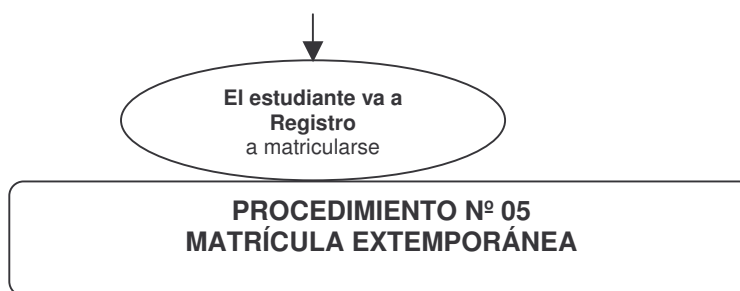 El estudiante va a
Registro
a matricularse
PROCEDIMIENTO Nº 05
MATRÍCULA EXTEMPORÁNEA